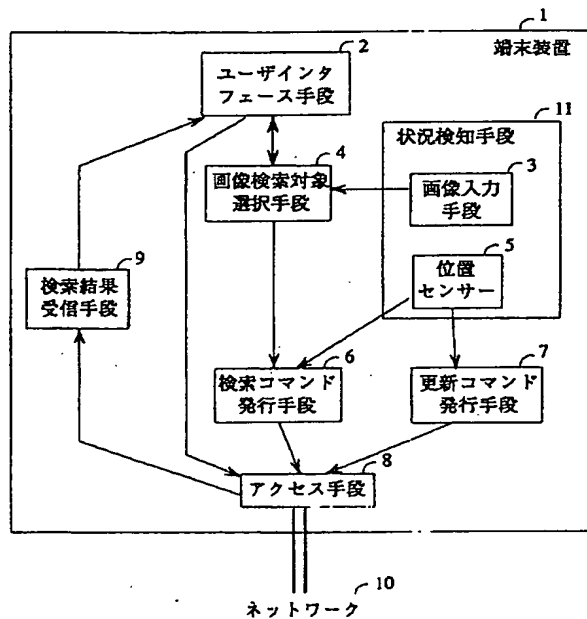 1
端末装置
2
ユーザインタ
フェース手段
11
状況検知手段
4
画像検索対象
選択手段
3
画像入力
手段
9
検索結果
受信手段
5
位置
センサー
6
検索コマンド
発行手段
7
更新コマンド
発行手段
8
アクセス手段
10
ネットワーク